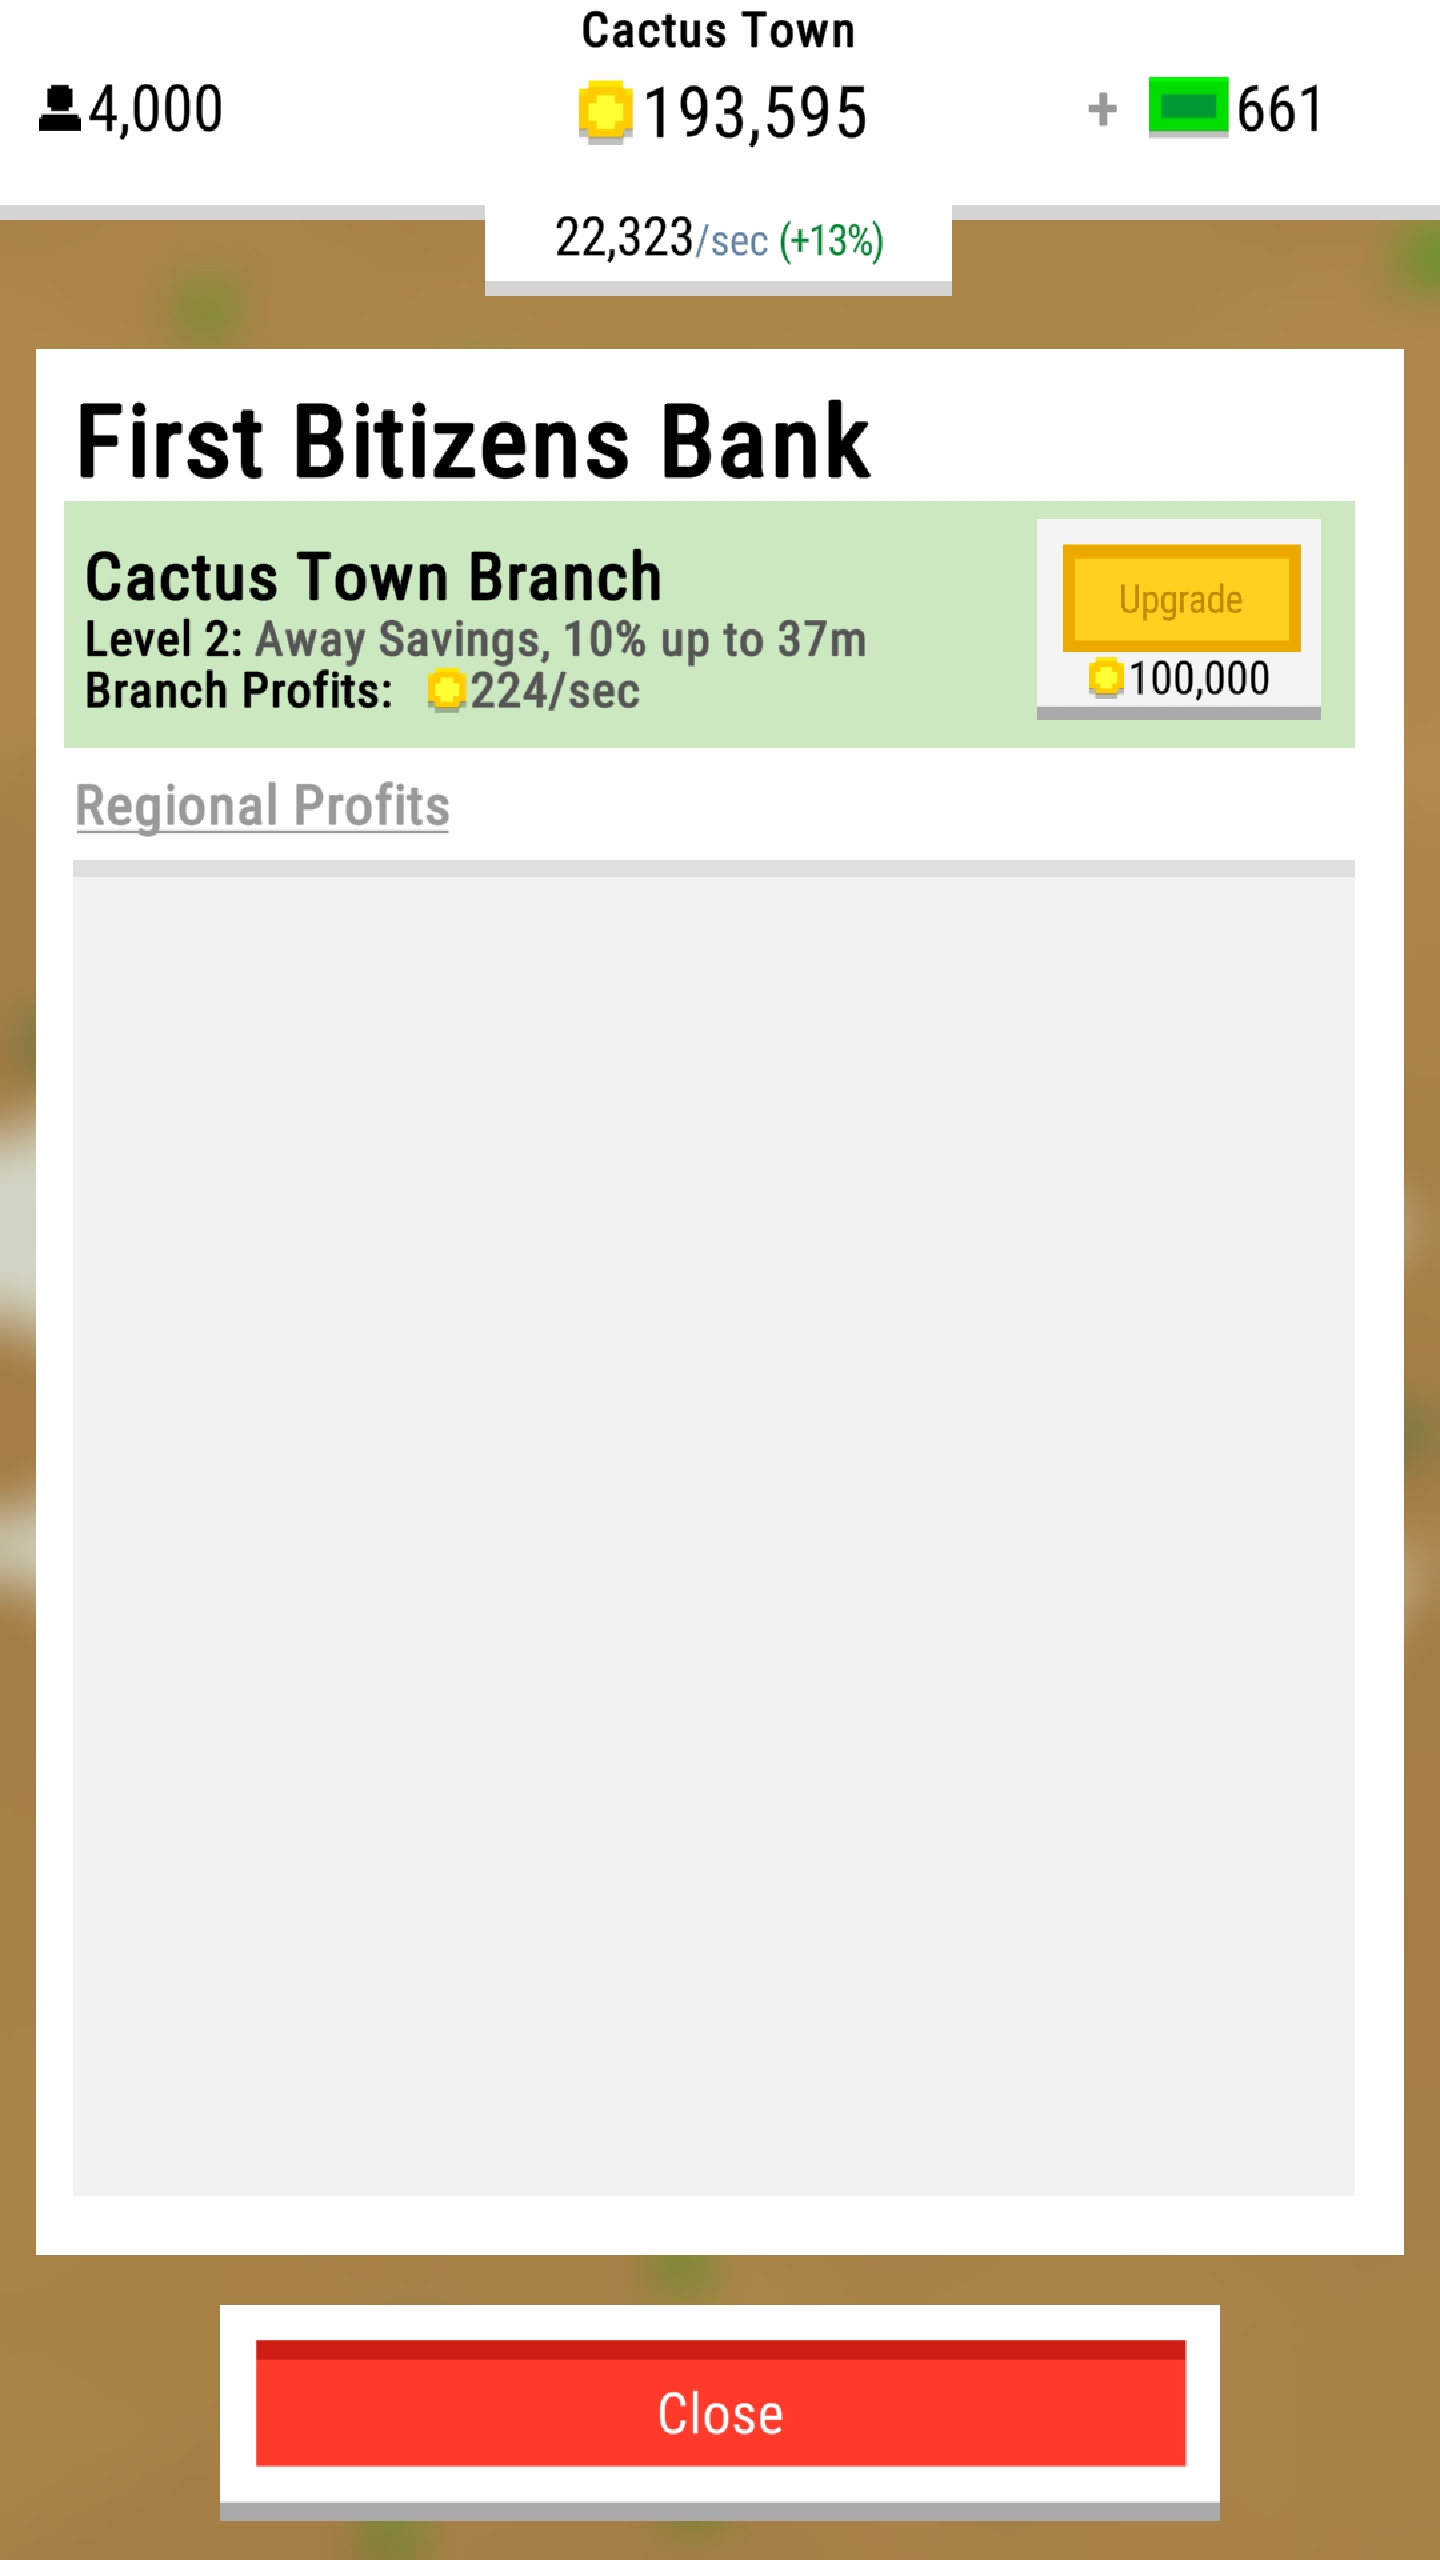 Cactus Town
4,000
193,595
+ 661
22,323/sec (+13%)
First Bitizens Bank
Cactus Town Branch
Level 2: Away Savings, 10% up to 37m
Branch Profits: 224/sec
Upgrade
100,000
Regional Profits
Close